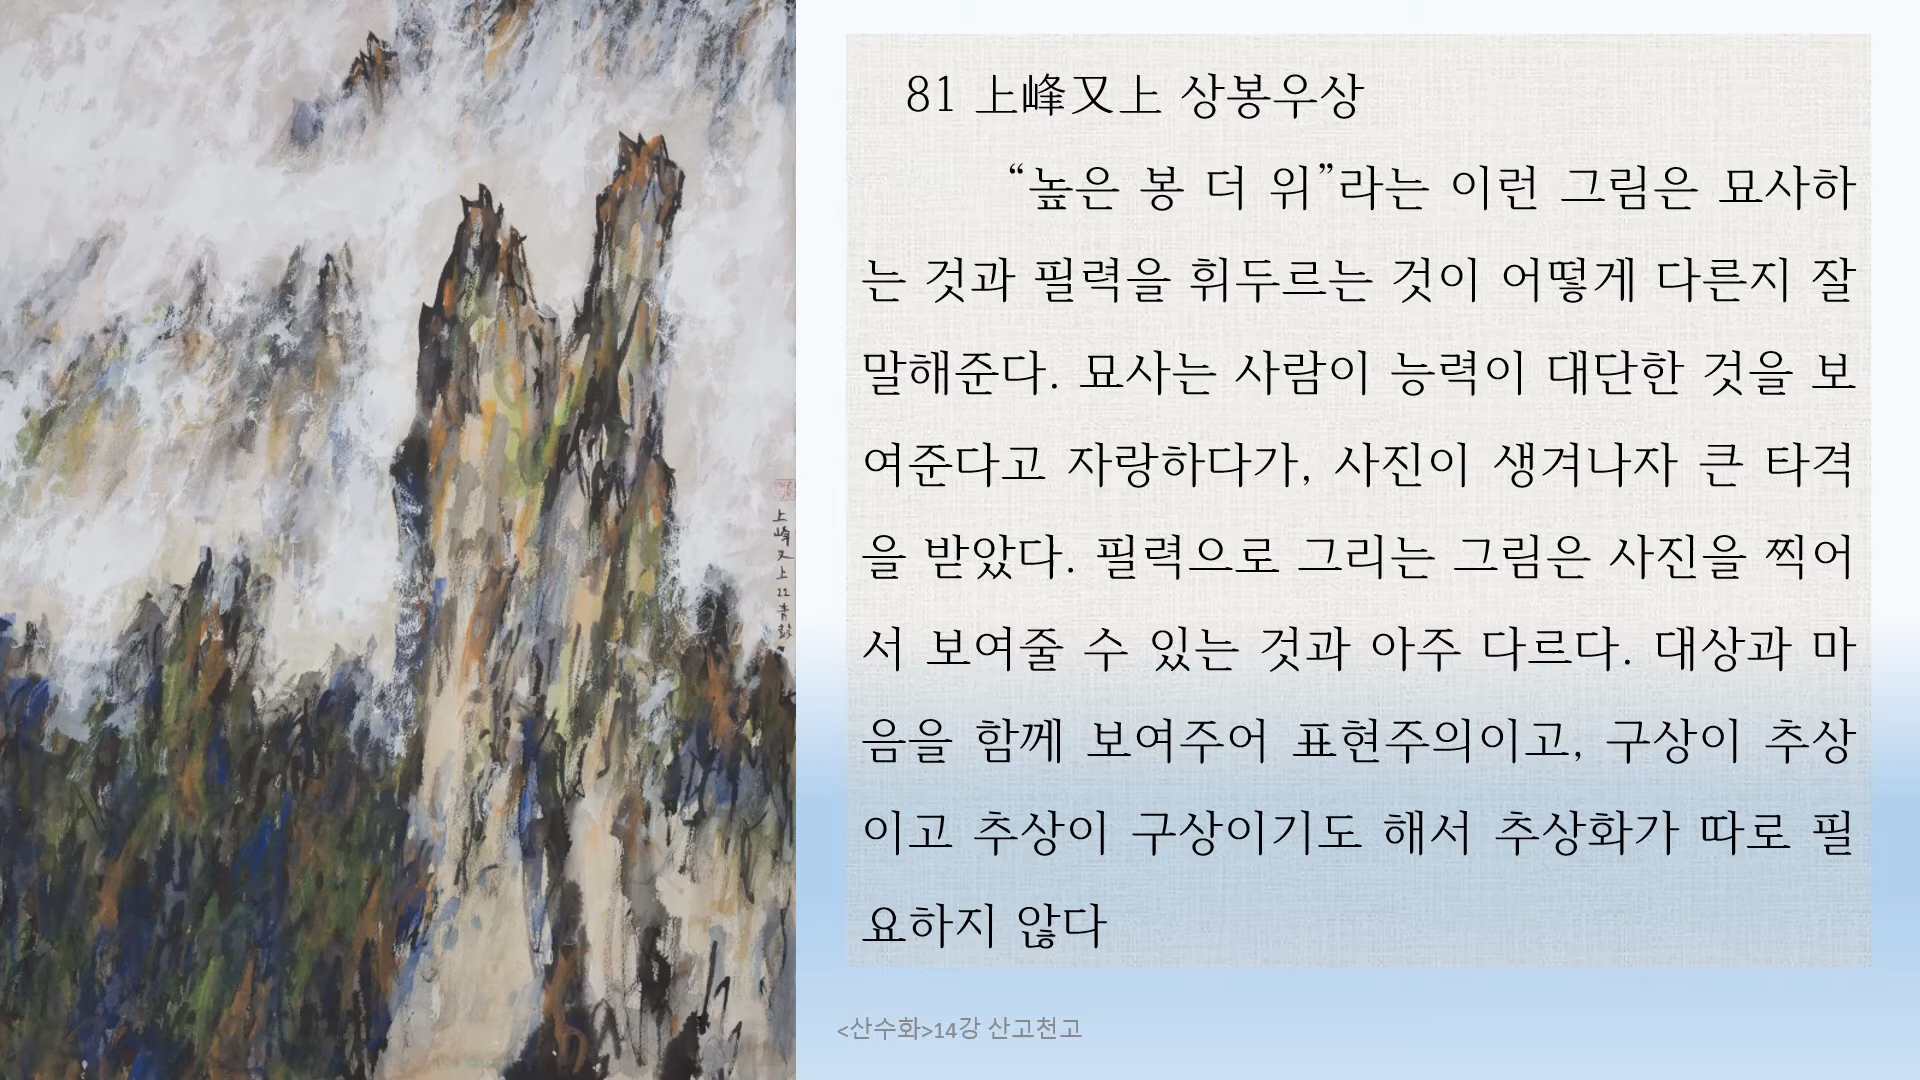 81 上峰又上 상봉우상
“높은 봉 더 위”라는 이런 그림은 묘사하
는 것과 필력을 휘두르는 것이 어떻게 다른지 잘
말해준다. 묘사는 사람이 능력이 대단한 것을 보
여준다고 자랑하다가, 사진이 생겨나자 큰 타격
을 받았다. 필력으로 그리는 그림은 사진을 찍어
서 보여줄 수 있는 것과 아주 다르다. 대상과 마
음을 함께 보여주어 표현주의이고, 구상이 추상
이고 추상이 구상이기도 해서 추상화가 따로 필
요하지 않다
上峰又上
<산수화>14강 산고천고